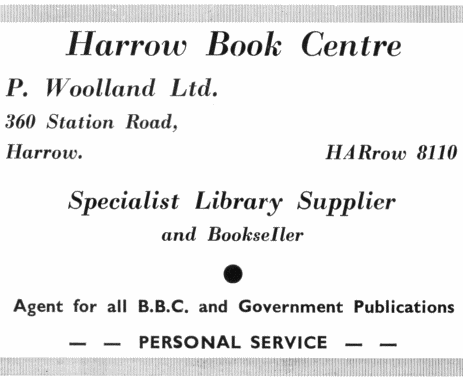 Harrow Book Centre
P. Woolland Ltd.
360 Station Road,
Harrow. HARrow 8110
Specialist Library Supplier
and Bookseller
Agent for all B.B.C. and Government Publications
— — PERSONAL SERVICE — —